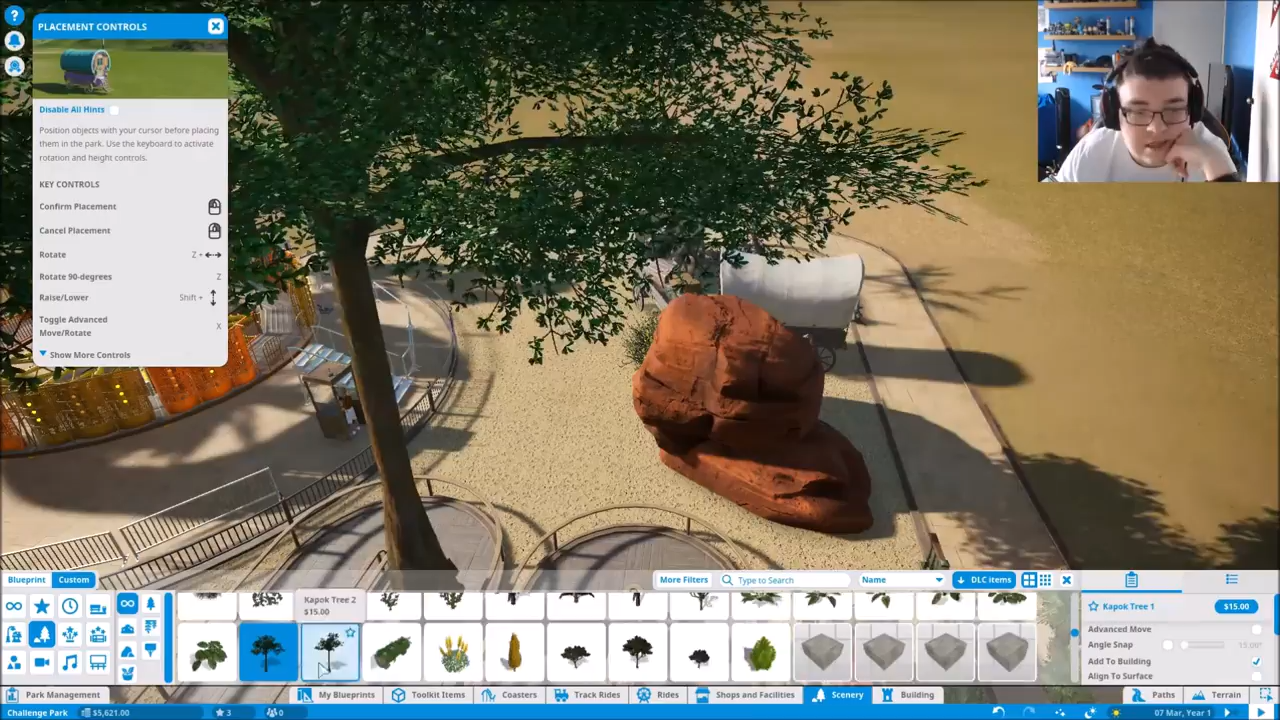 PLACEMENT CONTROLS
Disable All Hints
Position objects with your cursor before placing
them in the park. Use the keyboard to activate
rotation and height controls.
KEY CONTROLS
Confirm Placement
Cancel Placement
Rotate Z +
Rotate 90-degrees Z
Raise/Lower Shift +
Toggle Advanced
Move/Rotate X
Show More Controls
Blueprint Custom
More Filters Type to Search Name DLC items
Kapok Tree 2
$15.00
Kapok Tree 1 $15.00
Advanced Move
Angle Snap 15.00°
Add To Building
Align To Surface
Park Management My Blueprints Toolkit Items Coasters Track Rides Rides Shops and Facilities Scenery Building Paths Terrain
Challenge Park $5,621.00 3 0 07 Mar, Year 1